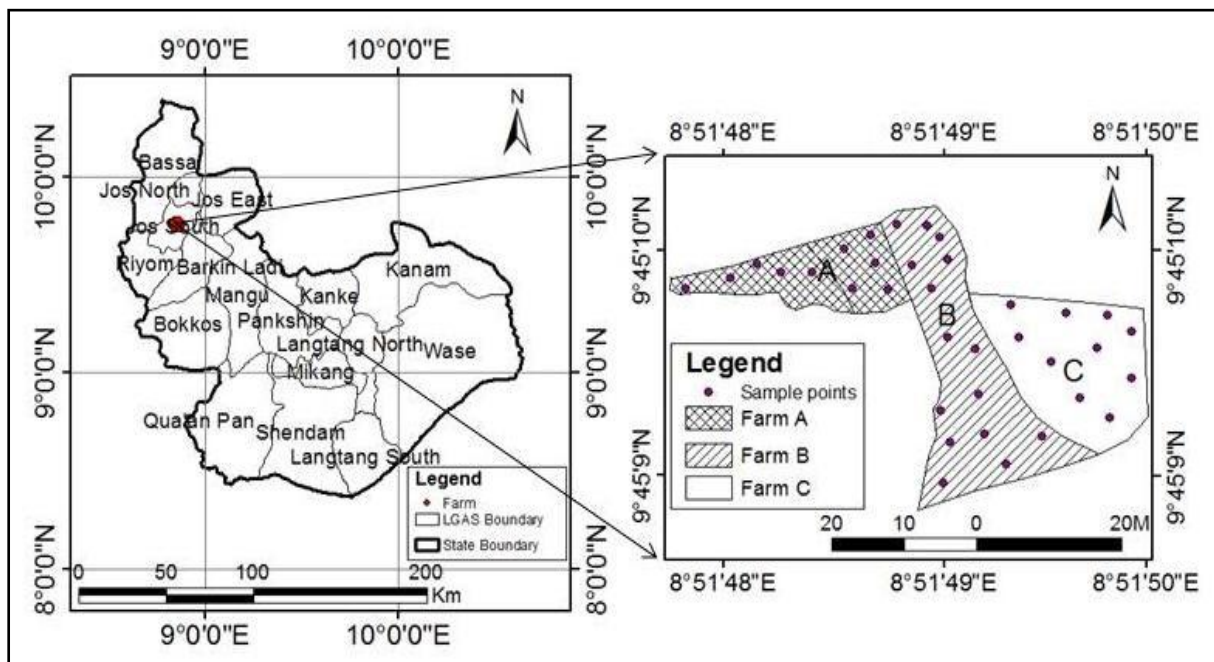 9°0'0"E
10°0'0"E
10°0'0"N
9°0'0"N
8°0'0"N
N
Bassa
Jos North
Jos East
Jos South
Riyom
Barkin Ladi
Kanam
Mangu
Kanke
Bokkos
Pankshin
Langtang North
Wase
Mikang
Qua'an Pan
Shendam
Langtang South
Legend
Farm
LGAS Boundary
State Boundary
0 50 100 200
Km
10°0'0"N
9°0'0"N
8°0'0"N
9°0'0"E
10°0'0"E
8°51'48"E
8°51'49"E
8°51'50"E
9°45'10"N
9°45'9"N
N
A
B
C
Legend
Sample points
Farm A
Farm B
Farm C
20 10 0 20M
9°45'10"N
9°45'9"N
8°51'48"E
8°51'49"E
8°51'50"E